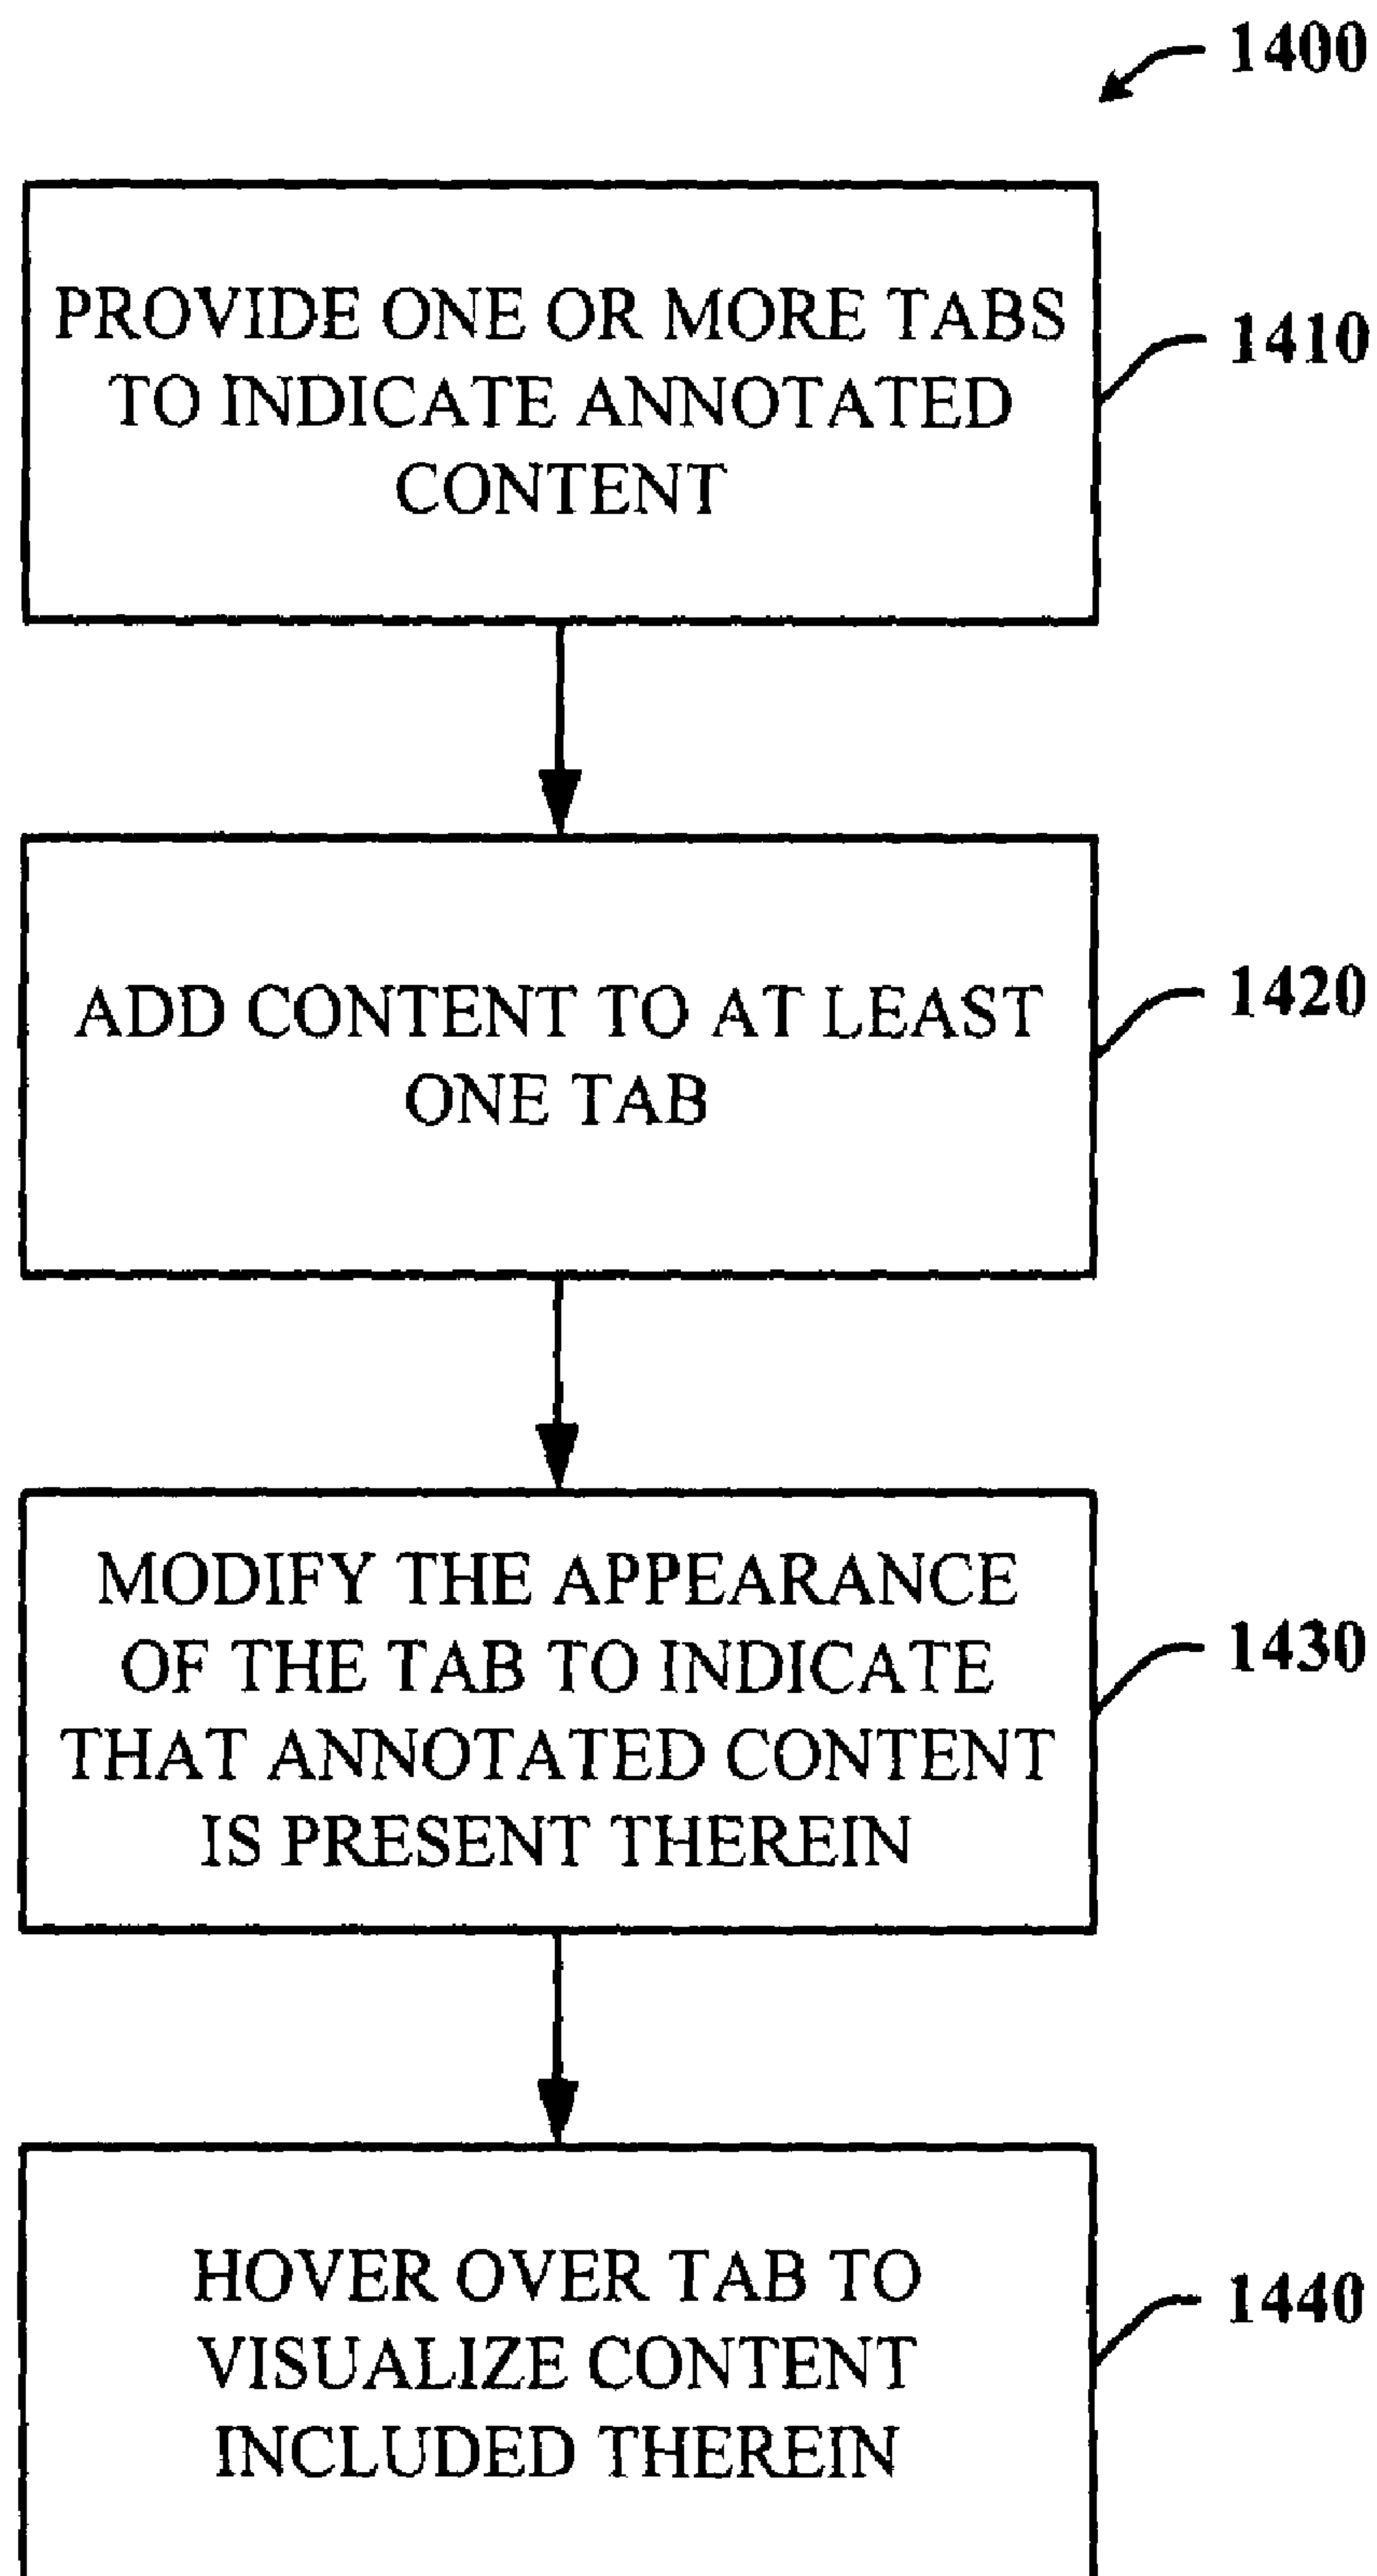 1400
PROVIDE ONE OR MORE TABS
TO INDICATE ANNOTATED
CONTENT
1410
ADD CONTENT TO AT LEAST
ONE TAB
1420
MODIFY THE APPEARANCE
OF THE TAB TO INDICATE
THAT ANNOTATED CONTENT
IS PRESENT THEREIN
1430
HOVER OVER TAB TO
VISUALIZE CONTENT
INCLUDED THEREIN
1440